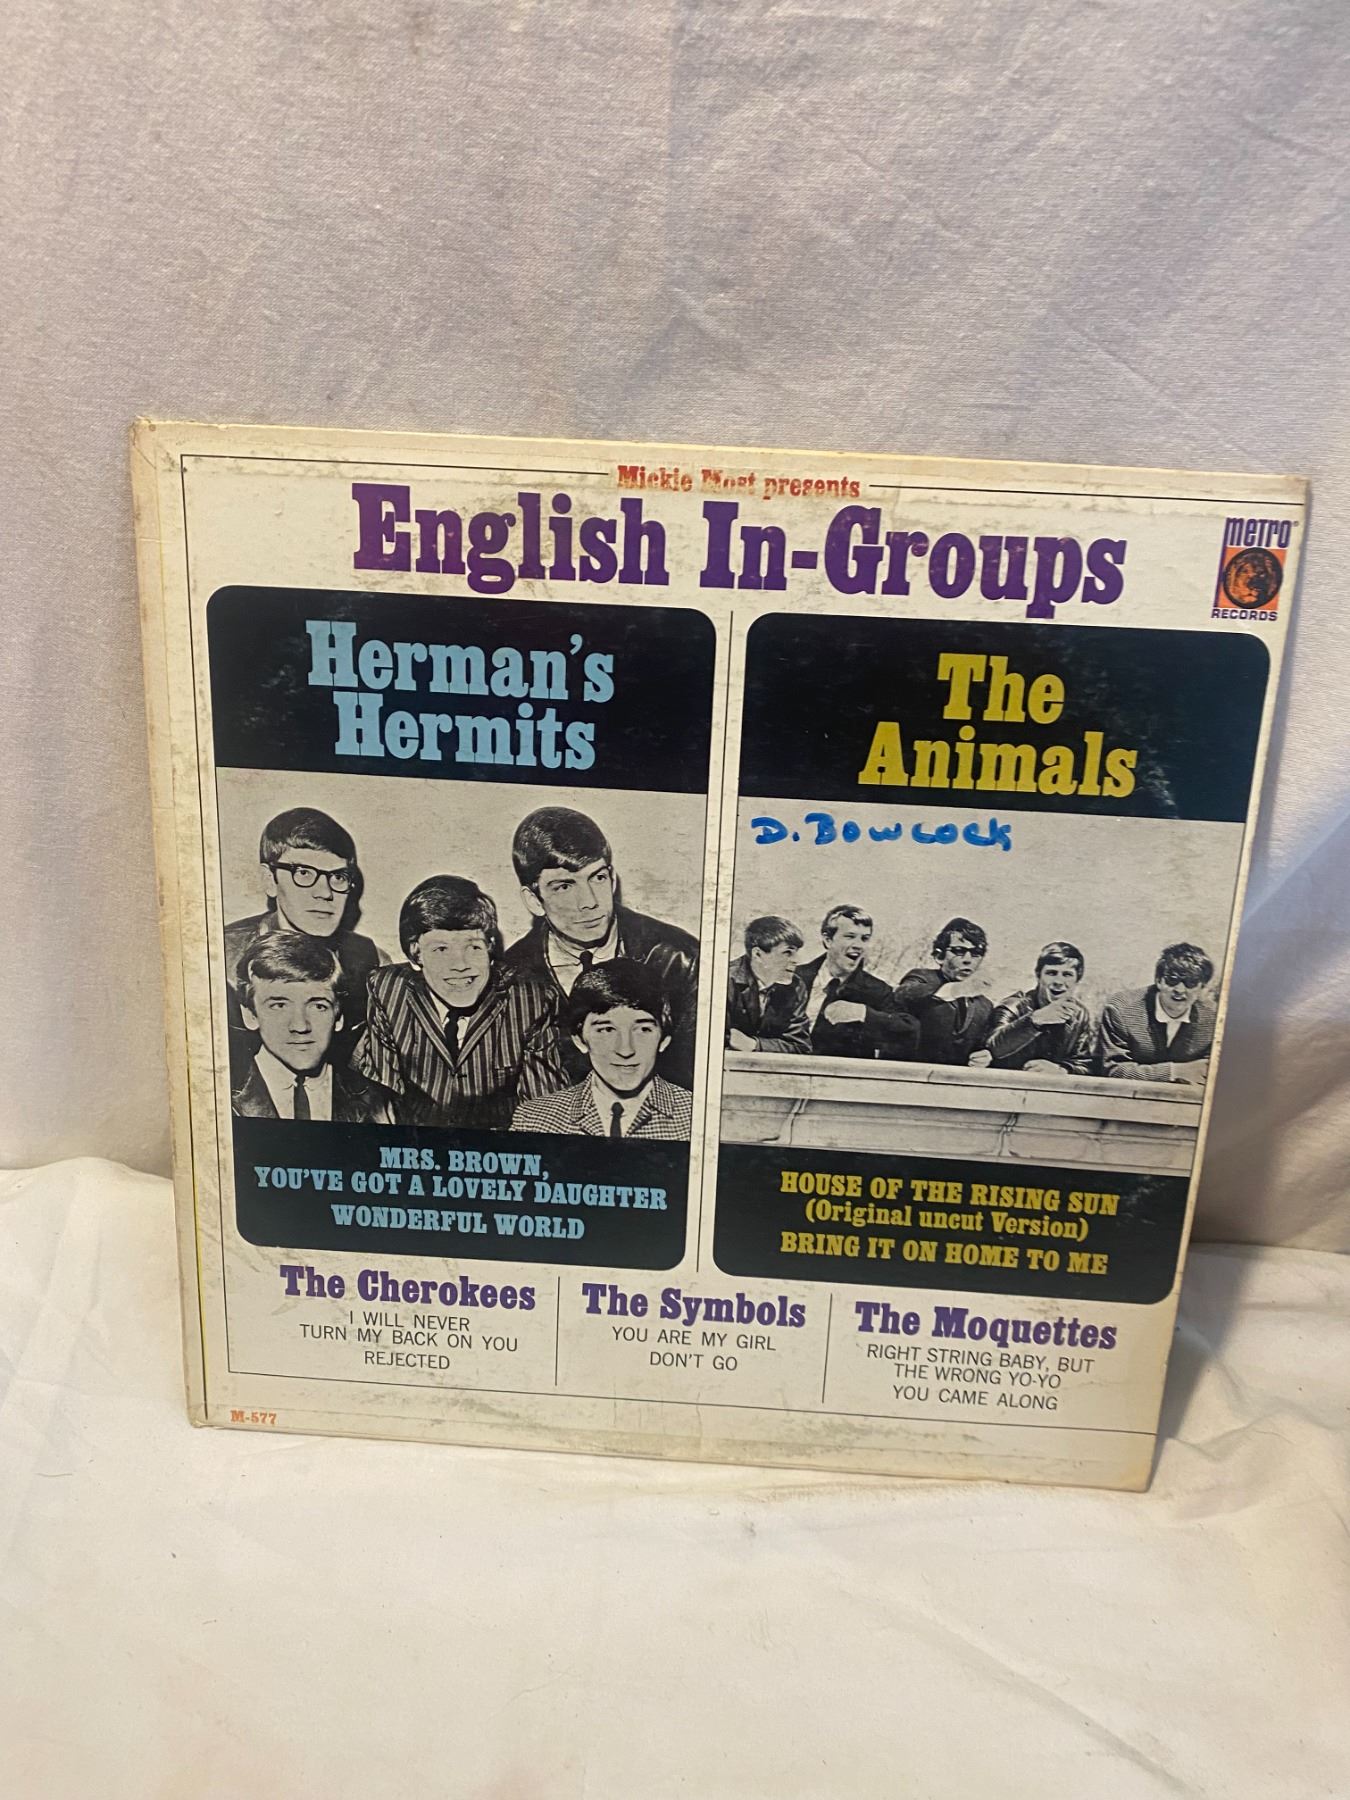 Mickie Most presents
English In-Groups
METRO®
RECORDS
Herman's
Hermits
MRS. BROWN,
YOU'VE GOT A LOVELY DAUGHTER
WONDERFUL WORLD
The
Animals
D. Bowcock
HOUSE OF THE RISING SUN
(Original uncut Version)
BRING IT ON HOME TO ME
The Cherokees
I WILL NEVER
TURN MY BACK ON YOU
REJECTED
The Symbols
YOU ARE MY GIRL
DON'T GO
The Moquettes
RIGHT STRING BABY, BUT
THE WRONG YO-YO
YOU CAME ALONG
M-577